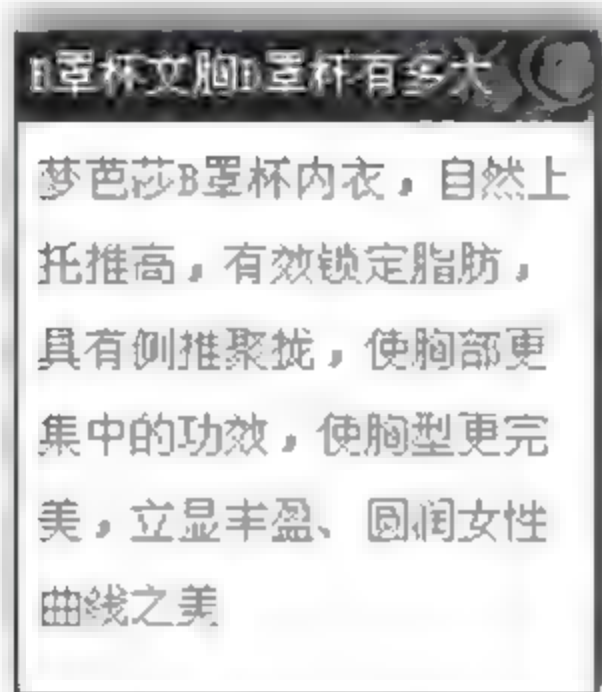 B罩杯文胸B罩杯有多大
梦芭莎B罩杯内衣，自然上
托推高，有效锁定脂肪，
具有侧推聚拢，使胸部更
集中的功效，使胸型更完
美，立显丰盈、圆润女性
曲线之美